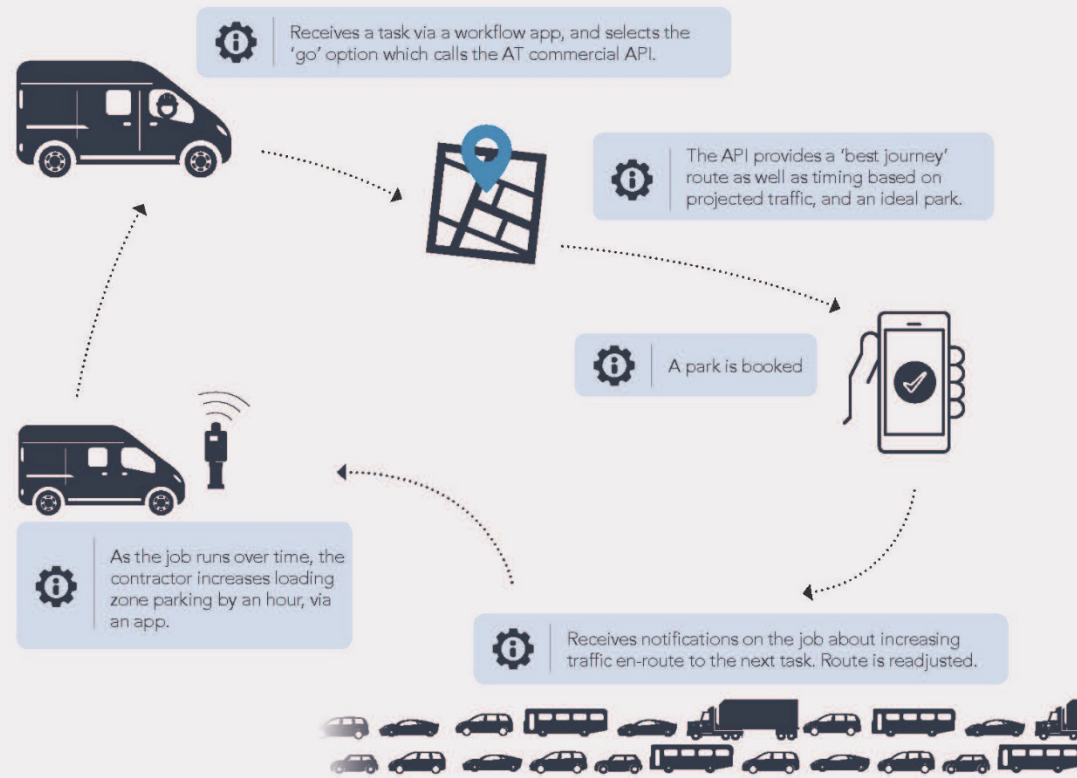 Receives a task via a workflow app, and selects the
‘go’ option which calls the AT commercial API.
The API provides a ‘best journey’
route as well as timing based on
projected traffic, and an ideal park.
A park is booked
Receives notifications on the job about increasing
traffic en-route to the next task. Route is readjusted.
As the job runs over time, the
contractor increases loading
zone parking by an hour, via
an app.